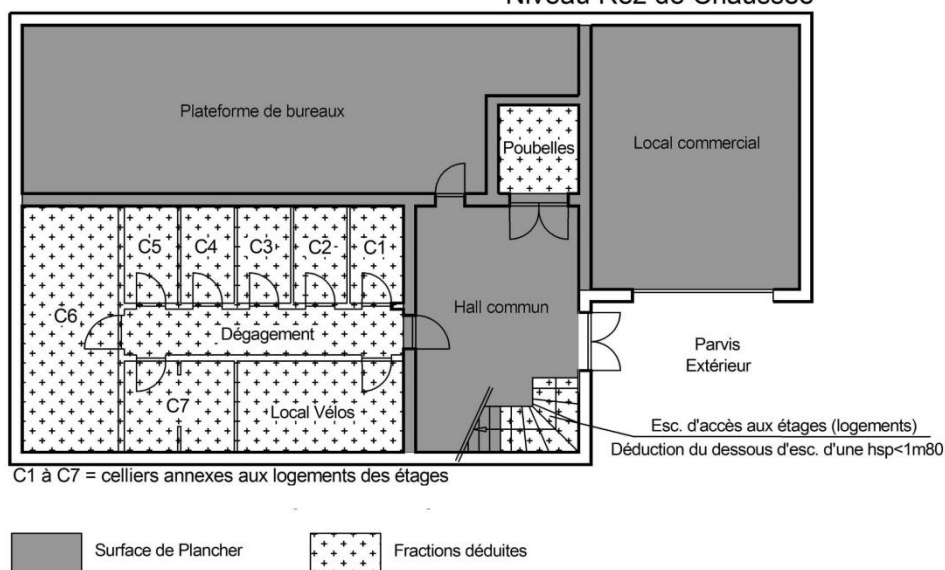 Niveau Rez de Chaussée
Plateforme de bureaux
Poubelles
Local commercial
C5 C4 C3 C2 C1
C6
Hall commun
Dégagement
Parvis
Extérieur
C7
Local Vélos
Esc. d'accès aux étages (logements)
Déduction du dessous d'esc. d'une hsp<1m80
C1 à C7 = celliers annexes aux logements des étages
Surface de Plancher
Fractions déduites